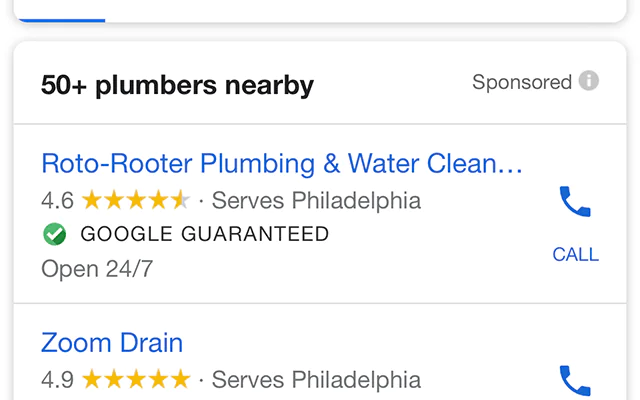 50+ plumbers nearby
Sponsored
Roto-Rooter Plumbing & Water Clean...
4.6 · Serves Philadelphia
GOOGLE GUARANTEED
Open 24/7
CALL
Zoom Drain
4.9 · Serves Philadelphia